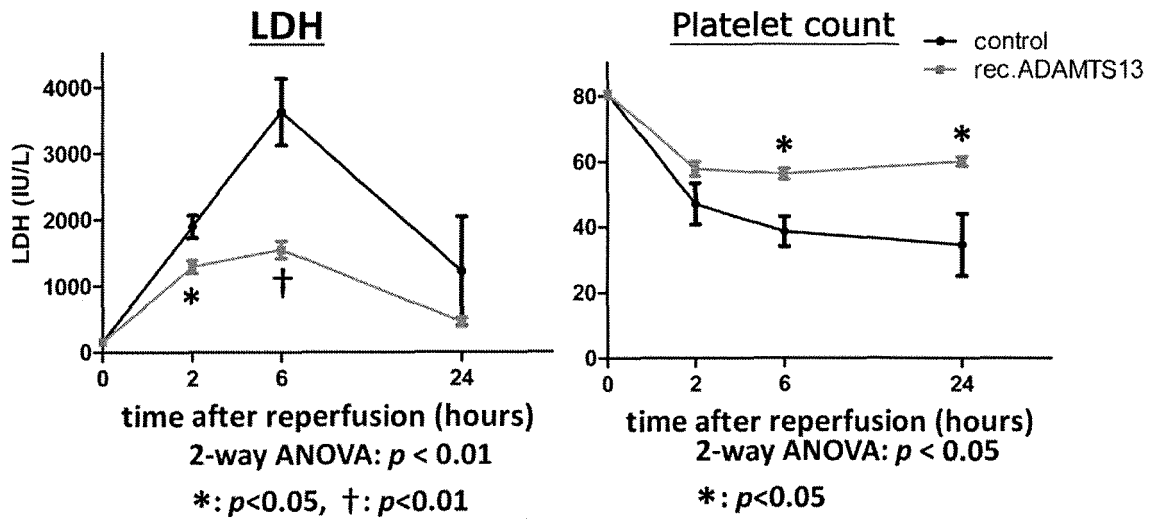 LDH
4000
3000
2000
1000
0
LDH (IU/L)
*
†
0 2 6 24
time after reperfusion (hours)
2-way ANOVA: p < 0.01
*: p<0.05, †: p<0.01
Platelet count
control
rec.ADAMTS13
80
60
40
20
0
* *
0 2 6 24
time after reperfusion (hours)
2-way ANOVA: p < 0.05
*: p<0.05